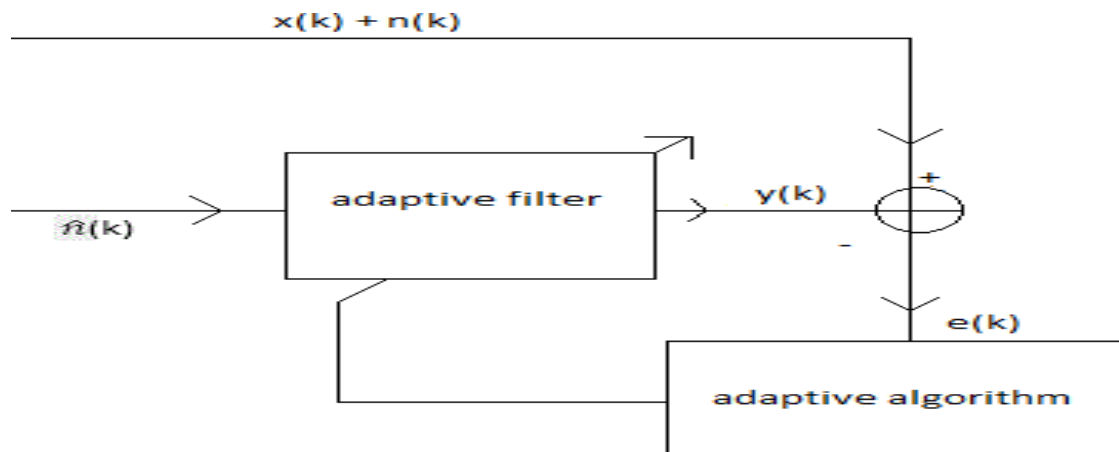 x(k) + n(k)
adaptive filter
y(k)
+
n̂(k)
-
e(k)
adaptive algorithm